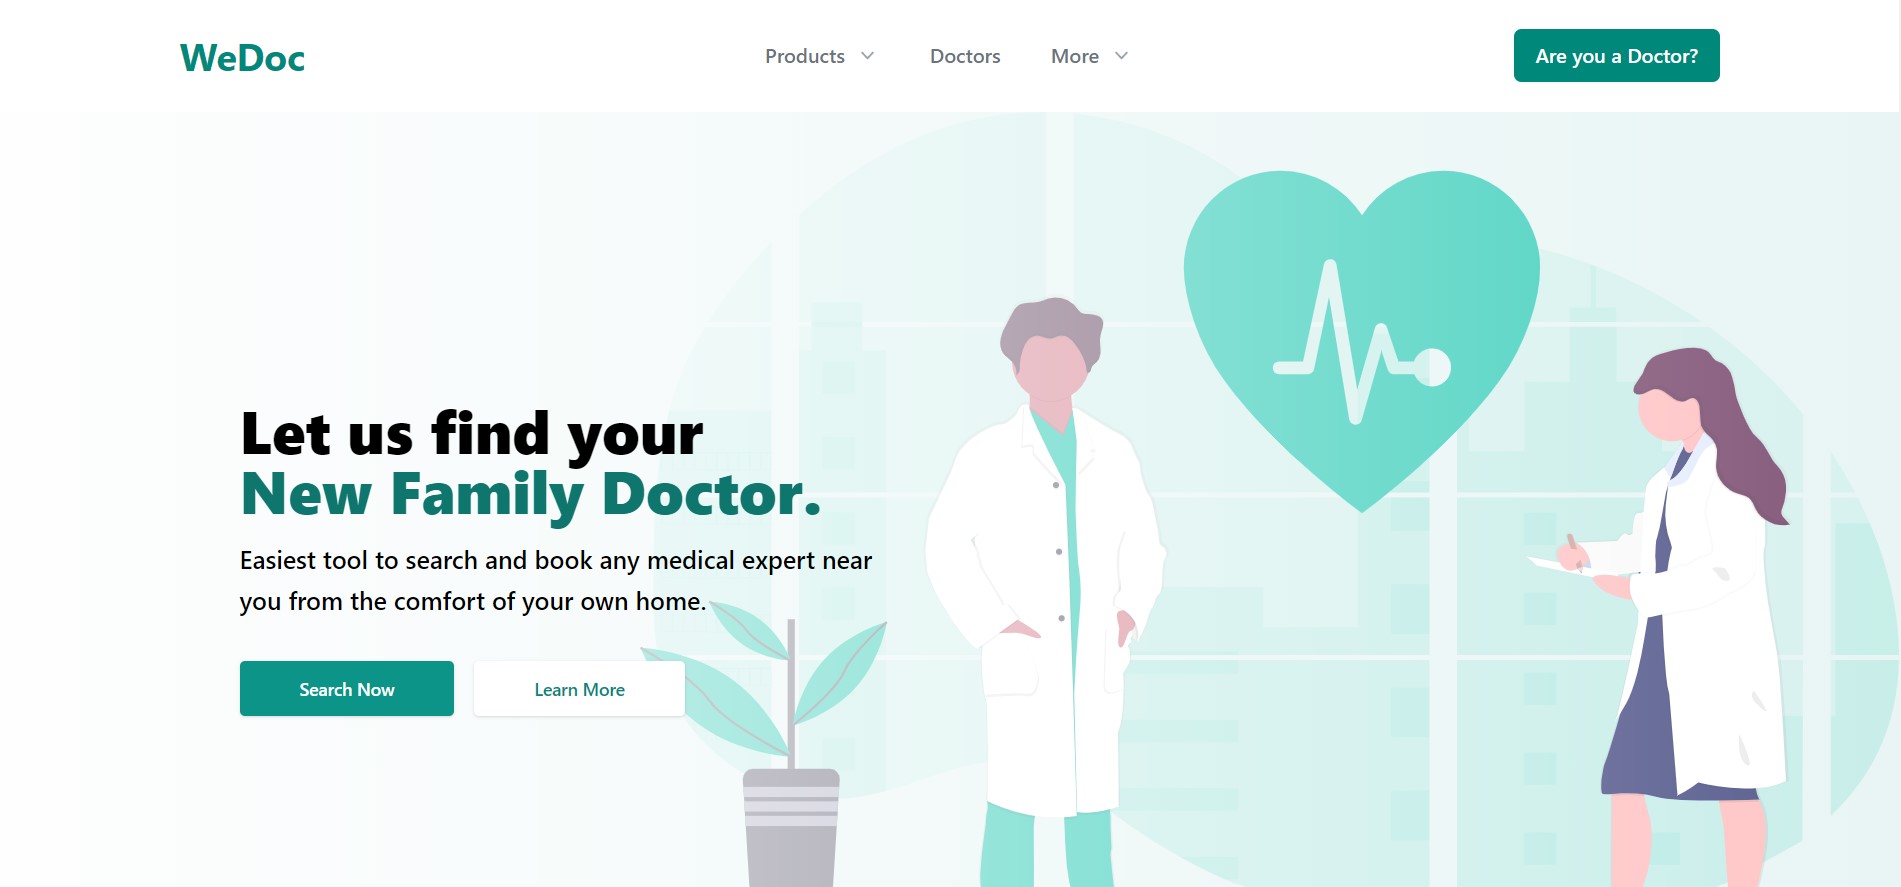 WeDoc
Products
Doctors
More
Are you a Doctor?
Let us find your
New Family Doctor.
Easiest tool to search and book any medical expert near
you from the comfort of your own home.
Search Now
Learn More